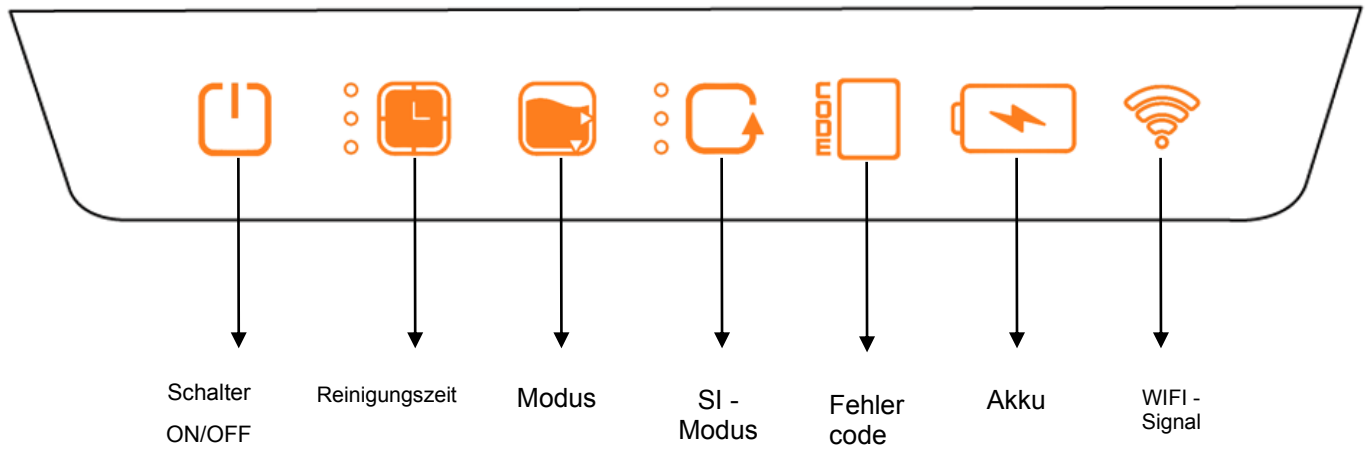 CODE
Schalter
ON/OFF
Reinigungszeit
Modus
SI -
Modus
Fehler
code
Akku
WIFI -
Signal